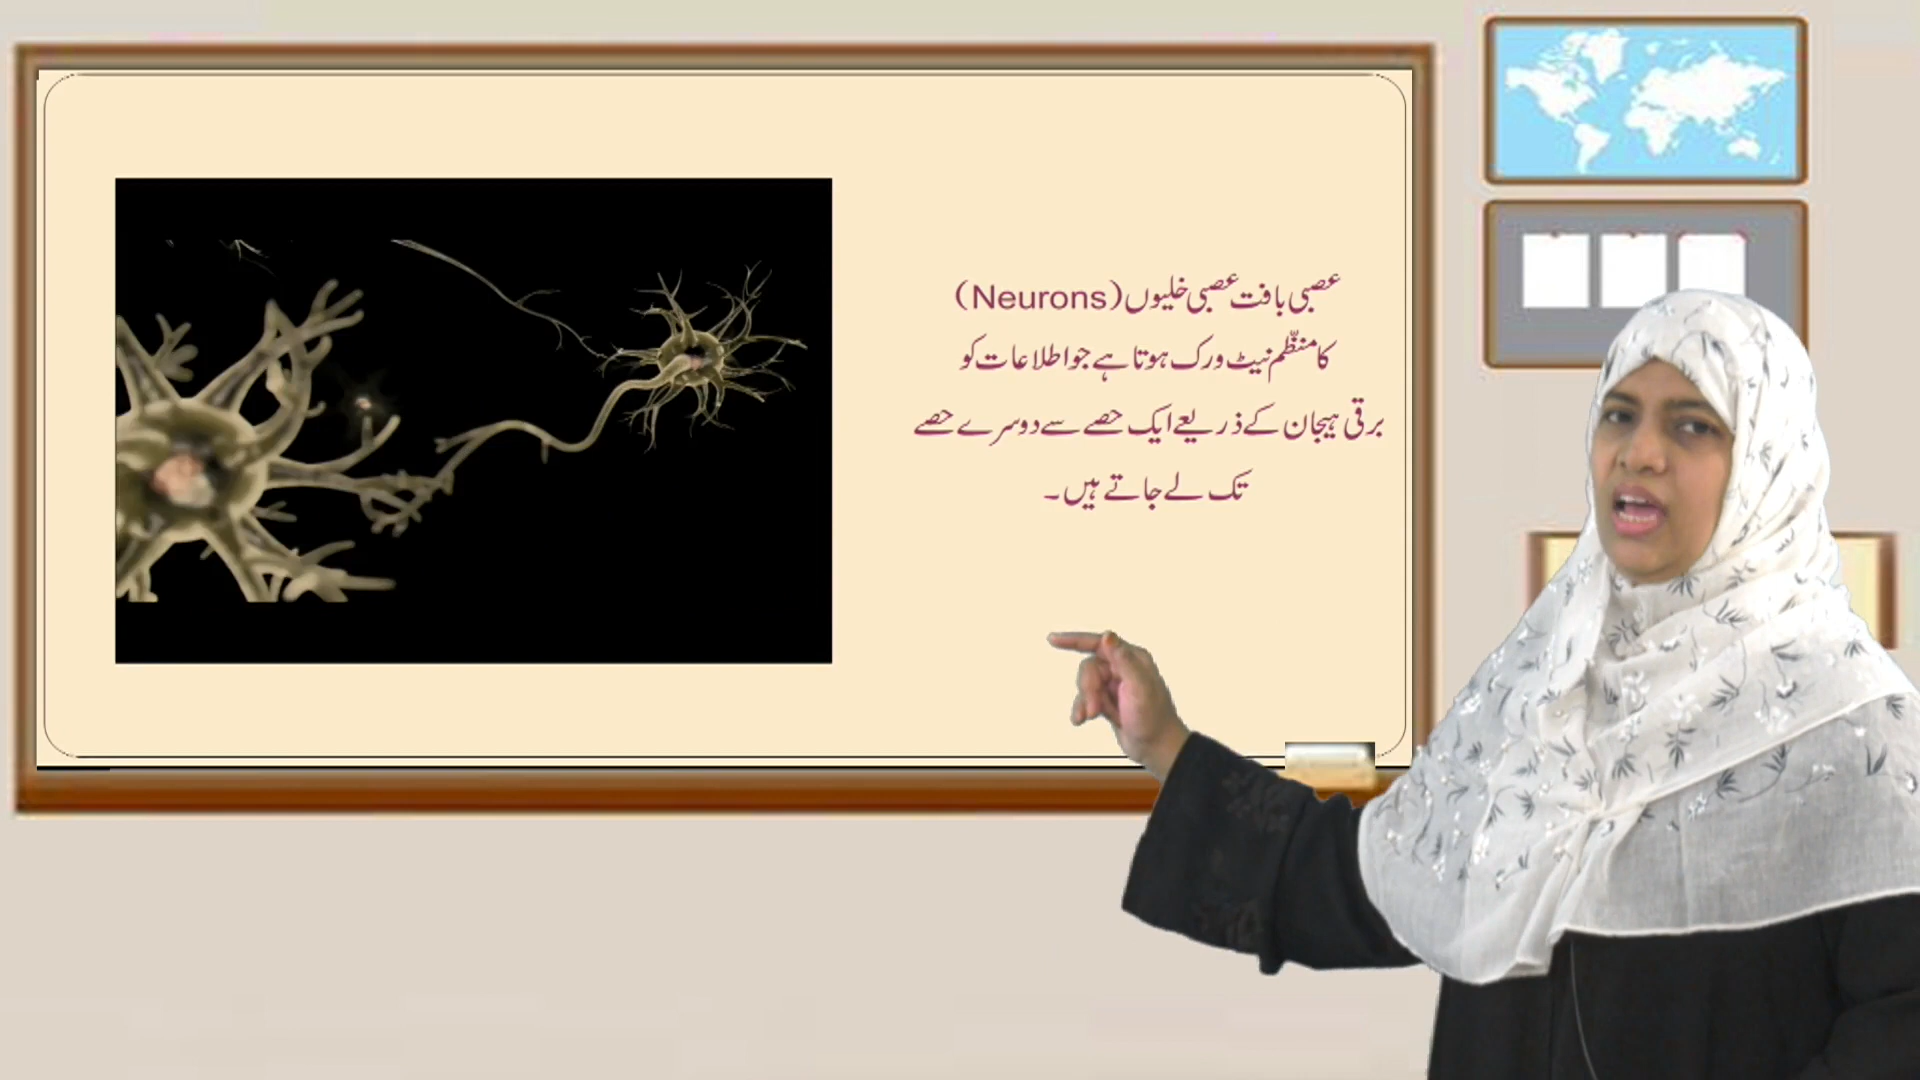 عصبی بافت عصبی خلیوں (Neurons)
کا منظّم نیٹ ورک ہوتا ہے جو اطلاعات کو
برقی ہیجان کے ذریعے ایک حصے سے دوسرے حصے
تک لے جاتے ہیں۔